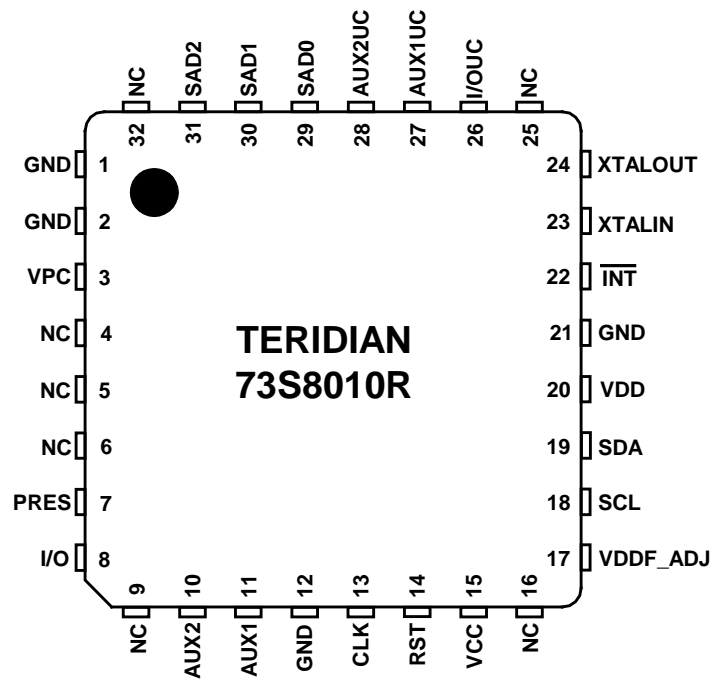 NC
SAD2
SAD1
SAD0
AUX2UC
AUX1UC
I/OUC
NC
32
31
30
29
28
27
26
25
GND 1
GND 2
VPC 3
NC 4
NC 5
NC 6
PRES 7
I/O 8
TERIDIAN
73S8010R
24 XTALOUT
23 XTALIN
22 INT
21 GND
20 VDD
19 SDA
18 SCL
17 VDDF_ADJ
9
10
11
12
13
14
15
16
NC
AUX2
AUX1
GND
CLK
RST
VCC
NC